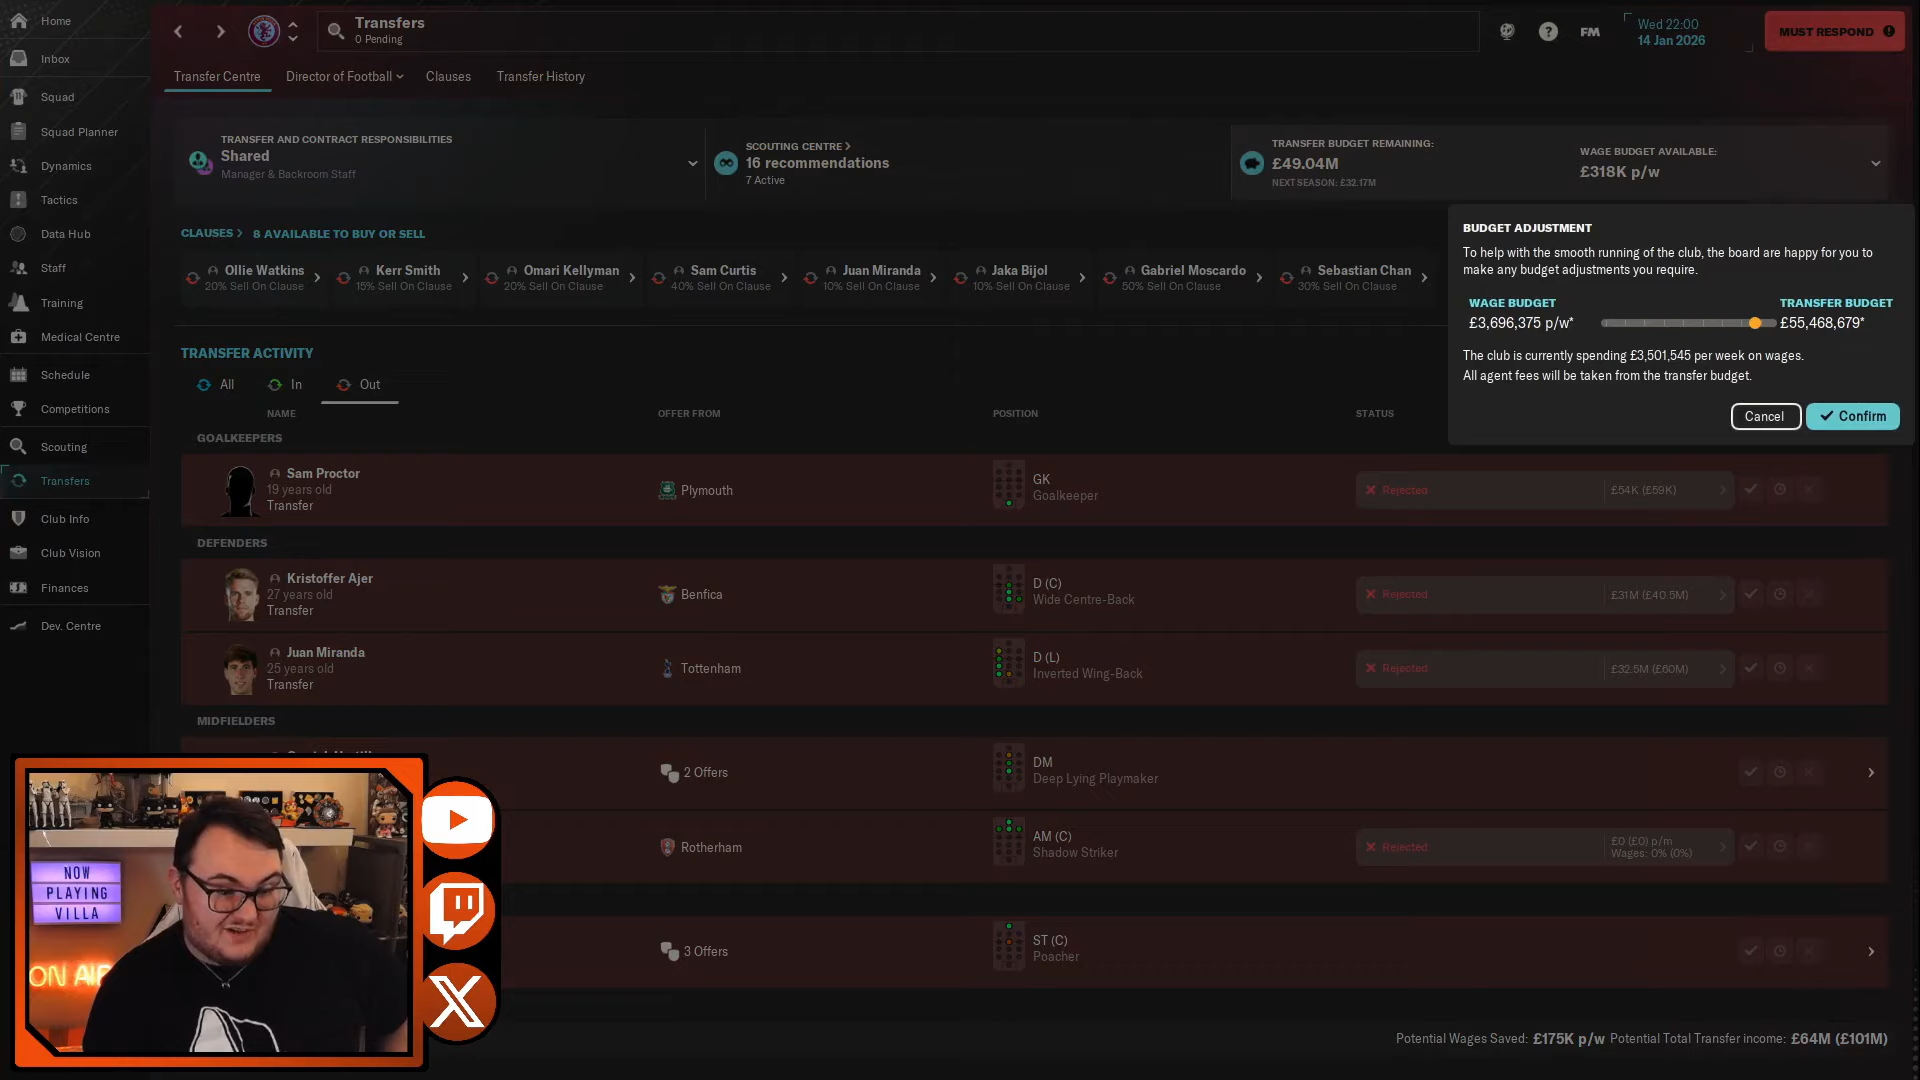 Home
Inbox
Squad
Squad Planner
Dynamics
Tactics
Data Hub
Staff
Training
Medical Centre
Schedule
Competitions
Scouting
Transfers
Club Info
Club Vision
Finances
Dev. Centre
Transfers
0 Pending
FM
Wed 22:00
14 Jan 2026
MUST RESPOND
Transfer Centre
Director of Football
Clauses
Transfer History
TRANSFER AND CONTRACT RESPONSIBILITIES
Shared
Manager & Backroom Staff
SCOUTING CENTRE
16 recommendations
7 Active
TRANSFER BUDGET REMAINING:
£49.04M
NEXT SEASON: £32.17M
WAGE BUDGET AVAILABLE:
£318K p/w
CLAUSES 8 AVAILABLE TO BUY OR SELL
Ollie Watkins
20% Sell On Clause
Kerr Smith
15% Sell On Clause
Omari Kellyman
20% Sell On Clause
Sam Curtis
40% Sell On Clause
Juan Miranda
10% Sell On Clause
Jaka Bijol
10% Sell On Clause
Gabriel Moscardo
50% Sell On Clause
Sebastian Chan
30% Sell On Clause
BUDGET ADJUSTMENT
To help with the smooth running of the club, the board are happy for you to
make any budget adjustments you require.
WAGE BUDGET
£3,696,375 p/w*
TRANSFER BUDGET
£55,468,679*
The club is currently spending £3,501,545 per week on wages.
All agent fees will be taken from the transfer budget.
Cancel
Confirm
TRANSFER ACTIVITY
All
In
Out
NAME
OFFER FROM
POSITION
STATUS
GOALKEEPERS
Sam Proctor
19 years old
Transfer
Plymouth
GK
Goalkeeper
Rejected
£54K (£59K)
DEFENDERS
Kristoffer Ajer
27 years old
Transfer
Benfica
D (C)
Wide Centre-Back
Rejected
£31M (£40.5M)
Juan Miranda
25 years old
Transfer
Tottenham
D (L)
Inverted Wing-Back
Rejected
£32.5M (£60M)
MIDFIELDERS
2 Offers
DM
Deep Lying Playmaker
Rotherham
AM (C)
Shadow Striker
Rejected
£0 (£0) p/m
Wages: 0% (0%)
3 Offers
ST (C)
Poacher
NOW
PLAYING
VILLA
ON AIR
Potential Wages Saved: £175K p/w Potential Total Transfer income: £64M (£101M)